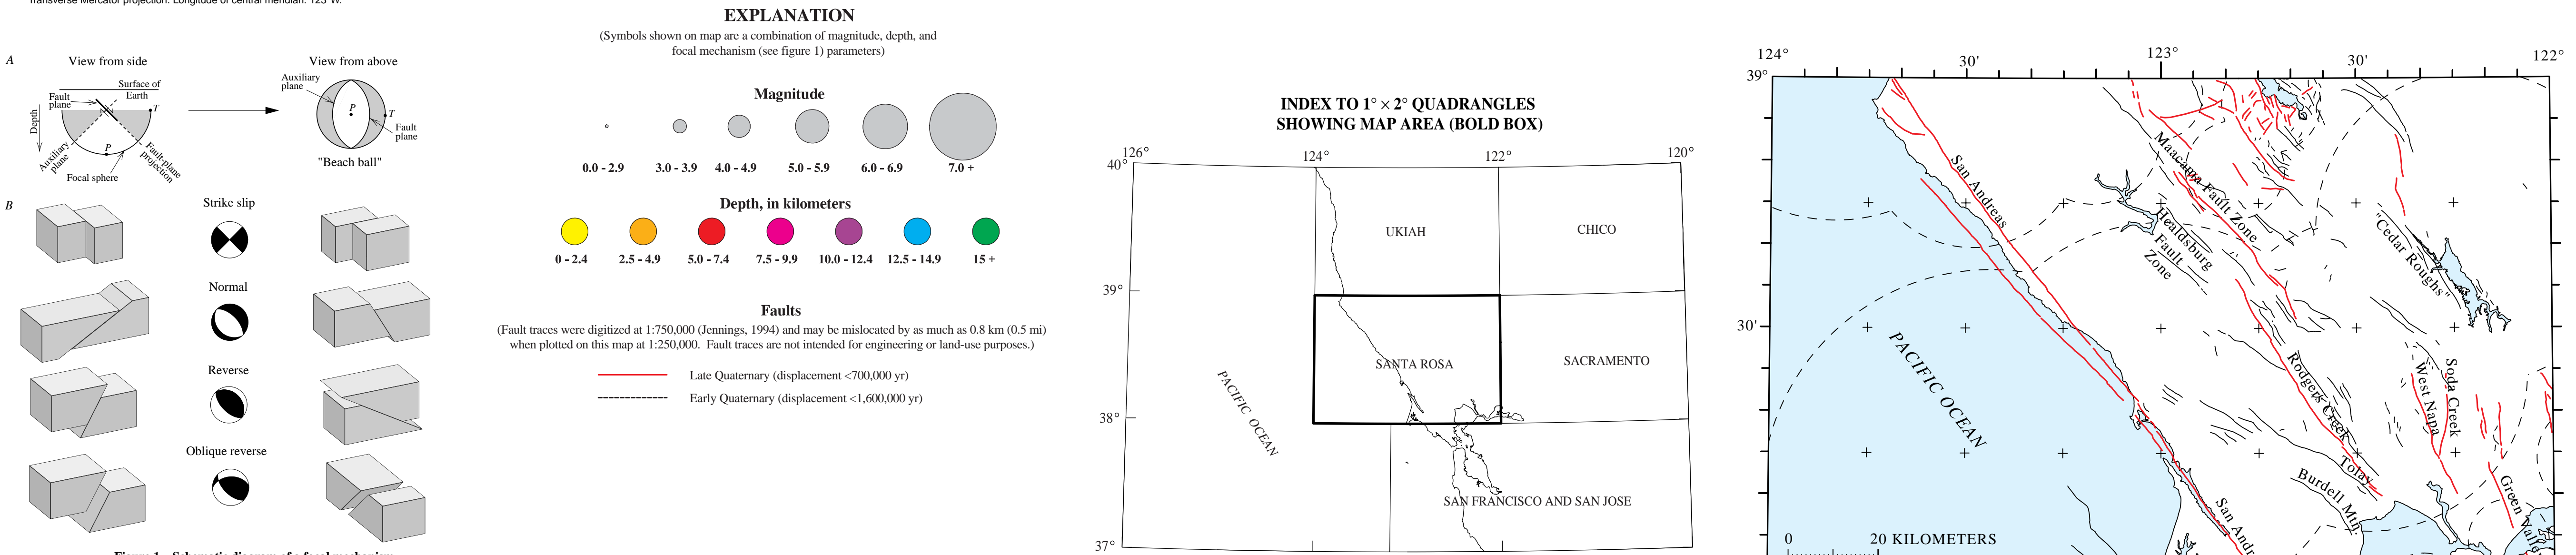 Transverse Mercator projection. Longitude of central meridian: 123°W.
A
View from side
View from above
Surface of
Earth
Fault
plane
T
Depth
P
Auxiliary
plane
Fault-plane
projection
Focal sphere
Auxiliary
plane
P
T
Fault
plane
"Beach ball"
B
Strike slip
Normal
Reverse
Oblique reverse
Figure 1. Schematic diagram of a focal mechanism
EXPLANATION
(Symbols shown on map are a combination of magnitude, depth, and
focal mechanism (see figure 1) parameters)
Magnitude
0.0 - 2.9 3.0 - 3.9 4.0 - 4.9 5.0 - 5.9 6.0 - 6.9 7.0 +
Depth, in kilometers
0 - 2.4 2.5 - 4.9 5.0 - 7.4 7.5 - 9.9 10.0 - 12.4 12.5 - 14.9 15 +
Faults
(Fault traces were digitized at 1:750,000 (Jennings, 1994) and may be mislocated by as much as 0.8 km (0.5 mi)
when plotted on this map at 1:250,000. Fault traces are not intended for engineering or land-use purposes.)
Late Quaternary (displacement <700,000 yr)
Early Quaternary (displacement <1,600,000 yr)
INDEX TO 1° × 2° QUADRANGLES
SHOWING MAP AREA (BOLD BOX)
126° 124° 122° 120°
40°
UKIAH
CHICO
39°
SANTA ROSA
SACRAMENTO
PACIFIC OCEAN
38°
SAN FRANCISCO AND SAN JOSE
37°
124° 30' 123° 30' 122°
39°
San Andreas
Maacama Fault Zone
Healdsburg
Fault
Zone
"Cedar Roughs"
30'
PACIFIC OCEAN
Rodgers Creek
West Napa
Soda Creek
Tolay
Burdell Mtn.
Green Valley
San Andr
0 20 KILOMETERS